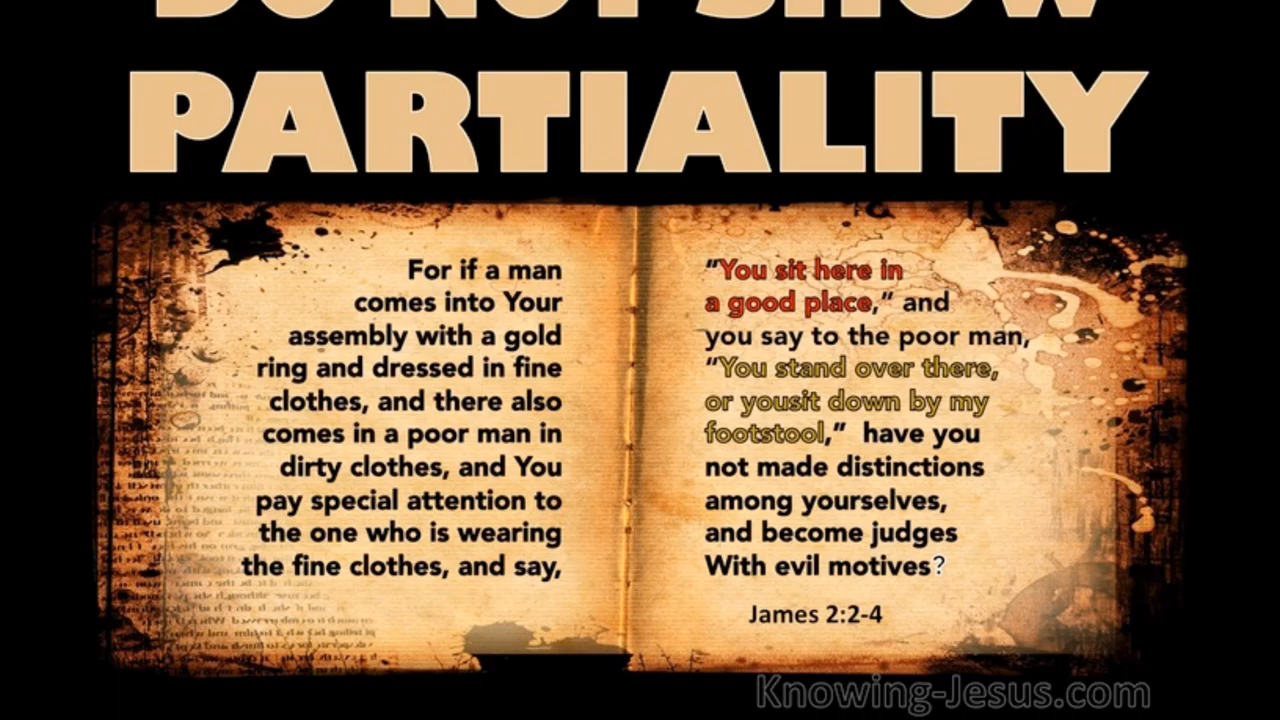 DO NOT SHOW
PARTIALITY
For if a man
comes into Your
assembly with a gold
ring and dressed in fine
clothes, and there also
comes in a poor man in
dirty clothes, and You
pay special attention to
the one who is wearing
the fine clothes, and say,
“You sit here in
a good place,” and
you say to the poor man,
“You stand over there,
or yousit down by my
footstool,” have you
not made distinctions
among yourselves,
and become judges
With evil motives?
James 2:2-4
Knowing-Jesus.com